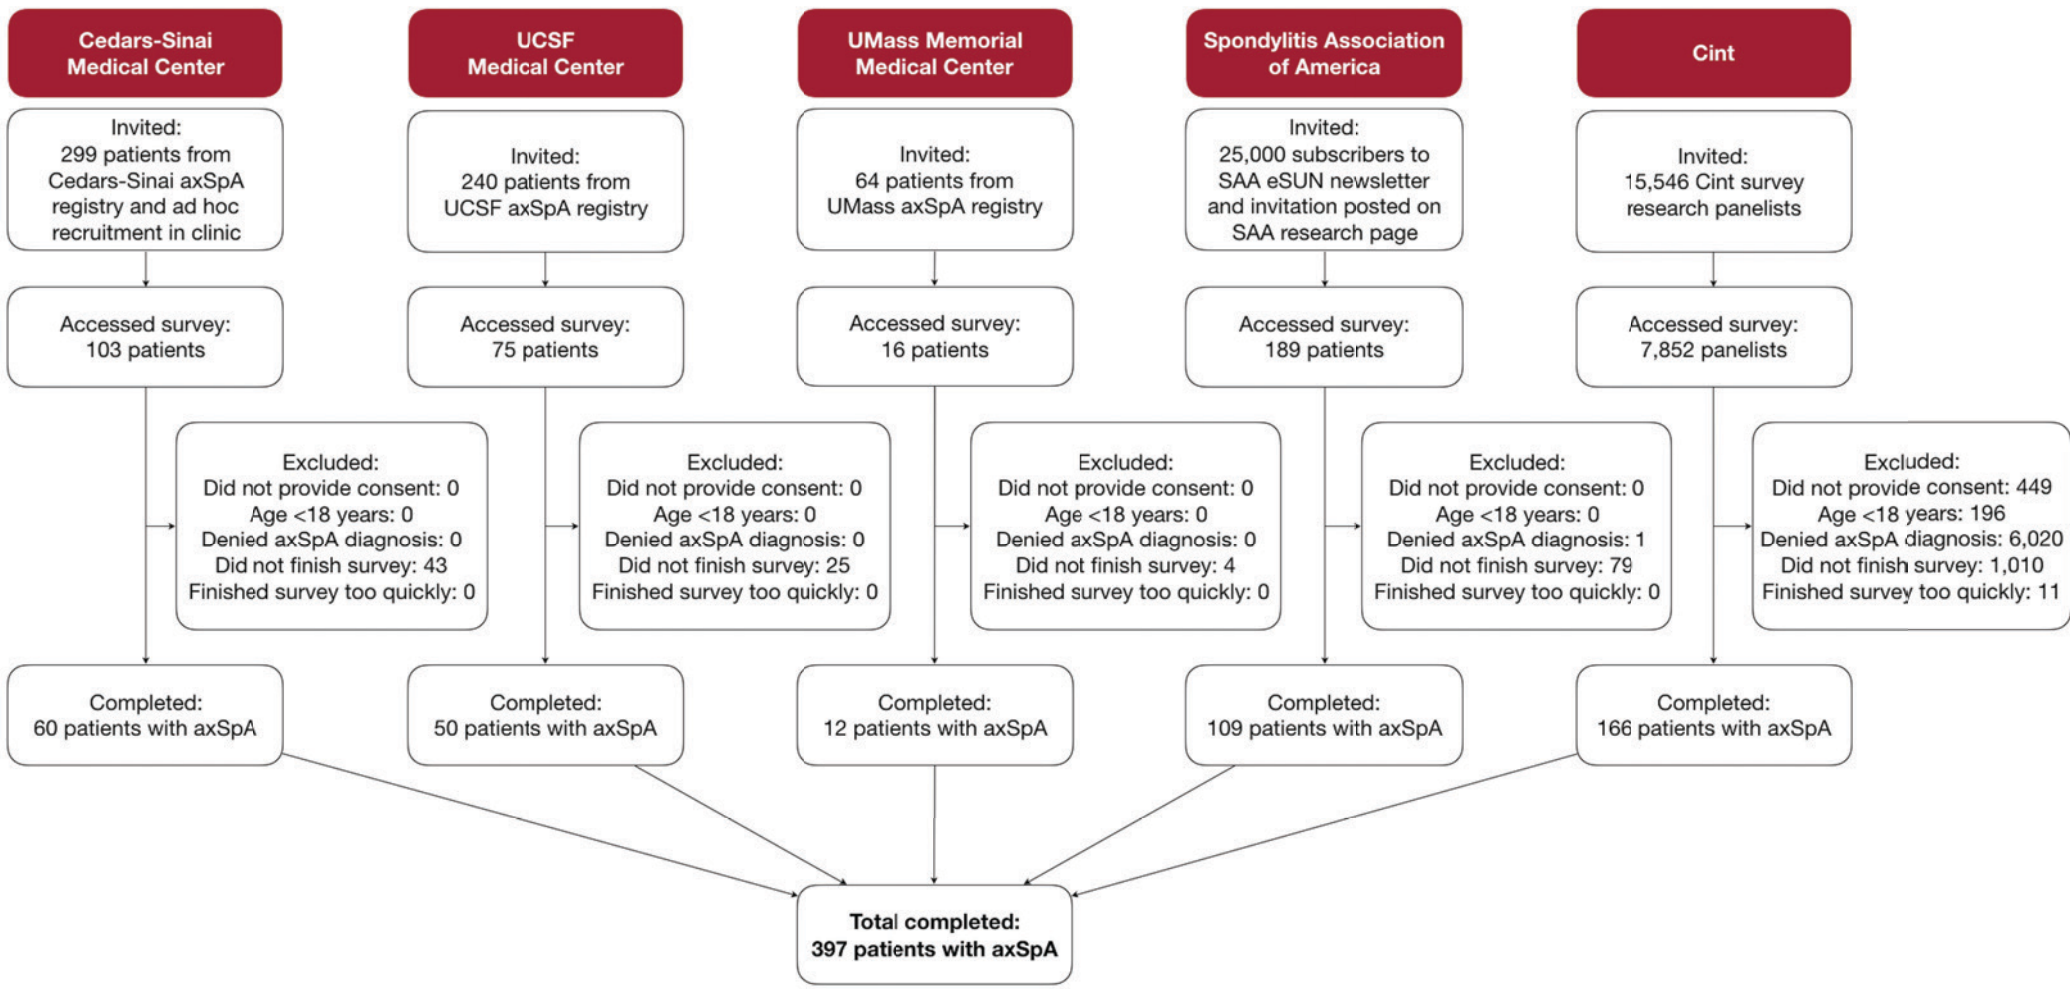 Cedars-Sinai
Medical Center
UCSF
Medical Center
UMass Memorial
Medical Center
Spondylitis Association
of America
Cint
Invited:
299 patients from
Cedars-Sinai axSpA
registry and ad hoc
recruitment in clinic
Invited:
240 patients from
UCSF axSpA registry
Invited:
64 patients from
UMass axSpA registry
Invited:
25,000 subscribers to
SAA eSUN newsletter
and invitation posted on
SAA research page
Invited:
15,546 Cint survey
research panelists
Accessed survey:
103 patients
Accessed survey:
75 patients
Accessed survey:
16 patients
Accessed survey:
189 patients
Accessed survey:
7,852 panelists
Excluded:
Did not provide consent: 0
Age <18 years: 0
Denied axSpA diagnosis: 0
Did not finish survey: 43
Finished survey too quickly: 0
Excluded:
Did not provide consent: 0
Age <18 years: 0
Denied axSpA diagnosis: 0
Did not finish survey: 25
Finished survey too quickly: 0
Excluded:
Did not provide consent: 0
Age <18 years: 0
Denied axSpA diagnosis: 0
Did not finish survey: 4
Finished survey too quickly: 0
Excluded:
Did not provide consent: 0
Age <18 years: 0
Denied axSpA diagnosis: 1
Did not finish survey: 79
Finished survey too quickly: 0
Excluded:
Did not provide consent: 449
Age <18 years: 196
Denied axSpA diagnosis: 6,020
Did not finish survey: 1,010
Finished survey too quickly: 11
Completed:
60 patients with axSpA
Completed:
50 patients with axSpA
Completed:
12 patients with axSpA
Completed:
109 patients with axSpA
Completed:
166 patients with axSpA
Total completed:
397 patients with axSpA